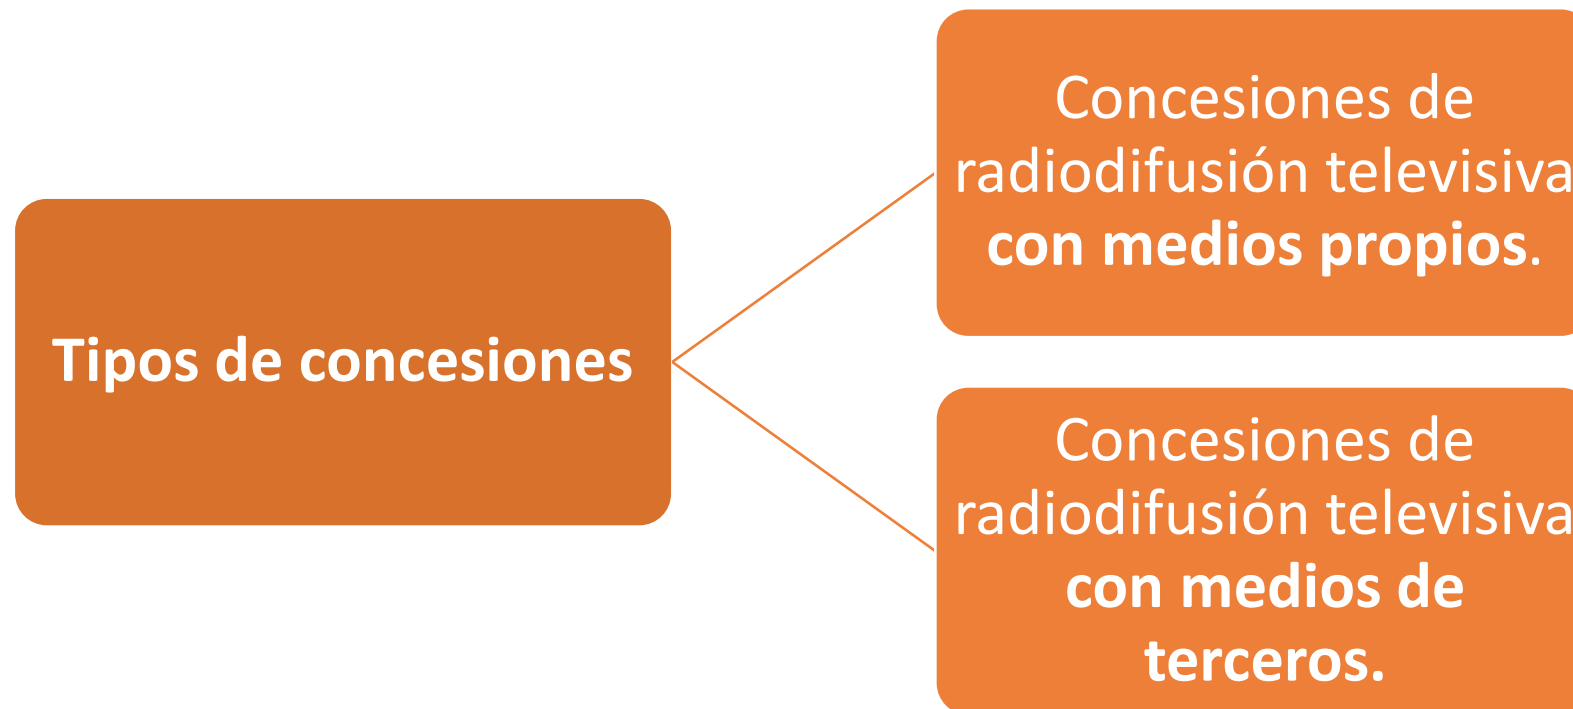 Tipos de concesiones
Concesiones de
radiodifusión televisiva
con medios propios.
Concesiones de
radiodifusión televisiva
con medios de
terceros.